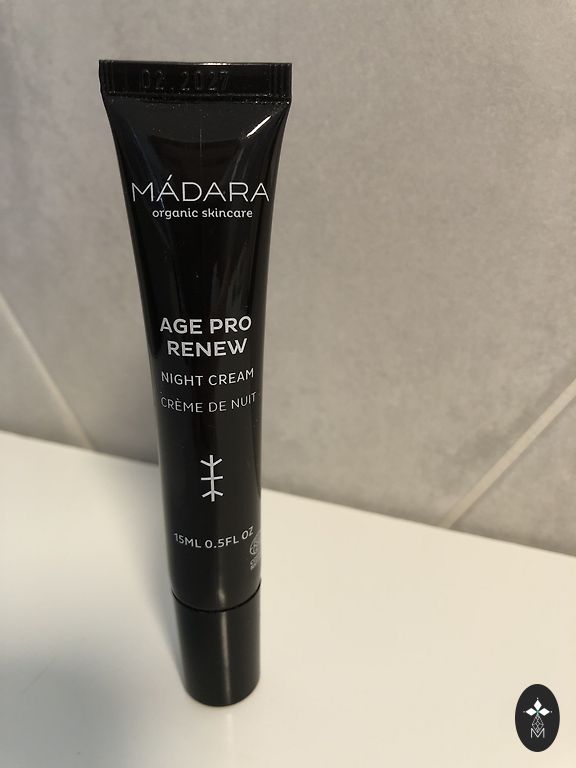 02.2027
MÁDARA
organic skincare
AGE PRO
RENEW
NIGHT CREAM
CRÈME DE NUIT
15ML 0.5FL OZ
M